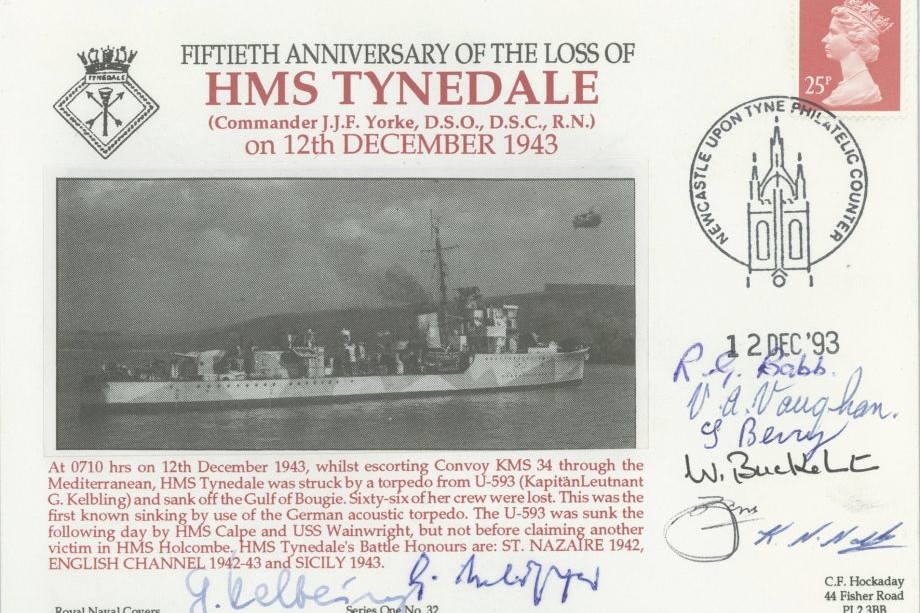 TYNEDALE
FIFTIETH ANNIVERSARY OF THE LOSS OF
HMS TYNEDALE
(Commander J.J.F. Yorke, D.S.O., D.S.C., R.N.)
on 12th DECEMBER 1943
25P
NEWCASTLE UPON TYNE PHILATELIC COUNTER
12 DEC '93
R. G. Babb.
V. A. Vaughan.
Berry
W. Buckett
At 0710 hrs on 12th December 1943, whilst escorting Convoy KMS 34 through the
Mediterranean, HMS Tynedale was struck by a torpedo from U-593 (KapitänLeutnant
G. Kelbling) and sank off the Gulf of Bougie. Sixty-six of her crew were lost. This was the
first known sinking by use of the German acoustic torpedo. The U-593 was sunk the
following day by HMS Calpe and USS Wainwright, but not before claiming another
victim in HMS Holcombe, HMS Tynedale's Battle Honours are: ST. NAZAIRE 1942,
ENGLISH CHANNEL 1942-43 and SICILY 1943.
K. N.
G. Kelbling
C.F. Hockaday
44 Fisher Road
PL2 3BB
Royal Naval Covers
Series One No. 32